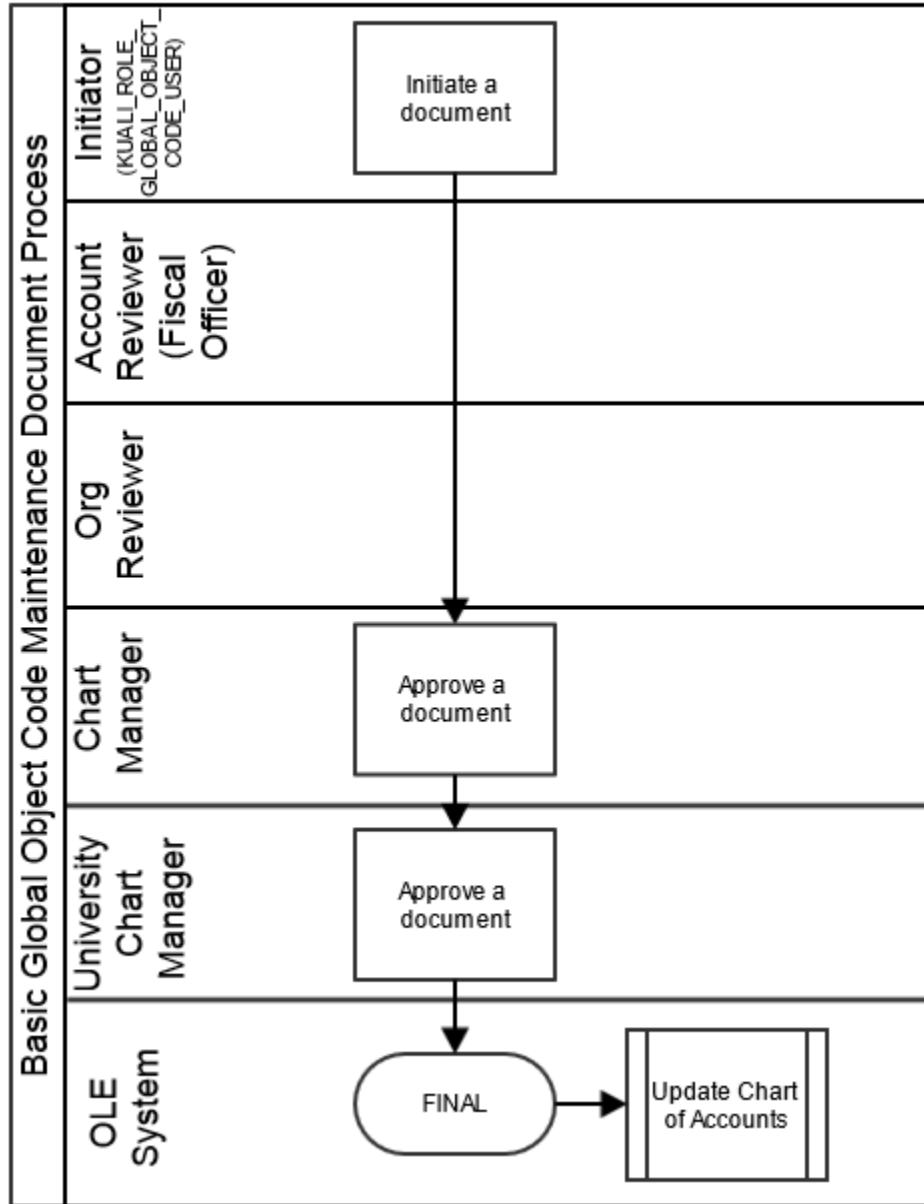 Basic Global Object Code Maintenance Document Process
Initiator
(KUALI_ROLE_
GLOBAL_OBJECT_
CODE_USER)
Initiate a
document
Account
Reviewer
(Fiscal
Officer)
Org
Reviewer
Chart
Manager
Approve a
document
University
Chart
Manager
Approve a
document
OLE
System
FINAL
Update Chart
of Accounts